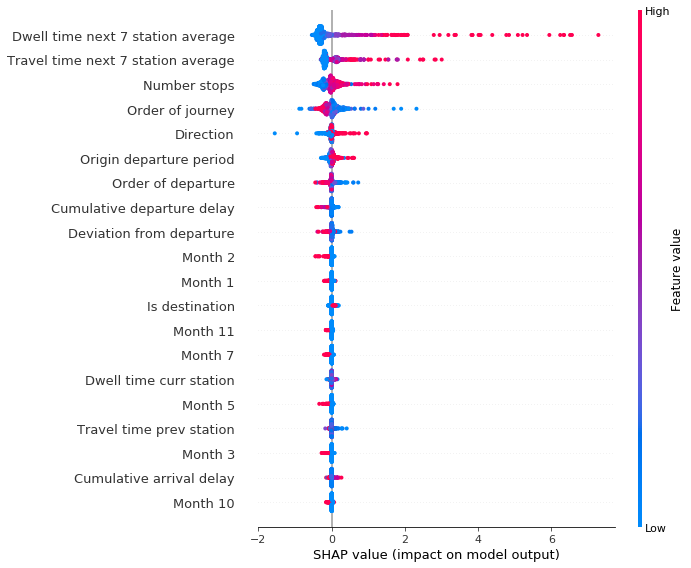 High
Dwell time next 7 station average
Travel time next 7 station average
Number stops
Order of journey
Direction
Origin departure period
Order of departure
Cumulative departure delay
Deviation from departure
Month 2
Month 1
Is destination
Month 11
Month 7
Dwell time curr station
Month 5
Travel time prev station
Month 3
Cumulative arrival delay
Month 10
Feature value
Low
−2 0 2 4 6
SHAP value (impact on model output)